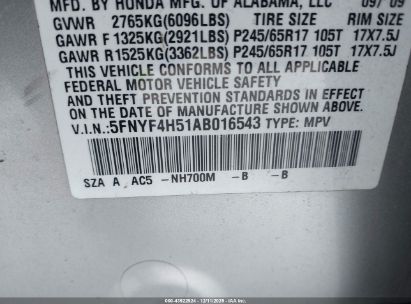 MFD. BY HONDA MFG. OF ALABAMA, LLC 09/09
GVWR 2765KG(6096LBS) TIRE SIZE RIM SIZE
GAWR F 1325KG(2921LBS) P245/65R17 105T 17X7.5J
GAWR R 1525KG(3362LBS) P245/65R17 105T 17X7.5J
THIS VEHICLE CONFORMS TO ALL APPLICABLE
FEDERAL MOTOR VEHICLE SAFETY
AND THEFT PREVENTION STANDARDS IN EFFECT
ON THE DATE OF MANUFACTURE SHOWN ABOVE.
V.I.N.:5FNYF4H51AB016543 TYPE: MPV
SZA A AC5 -NH700M -B -B